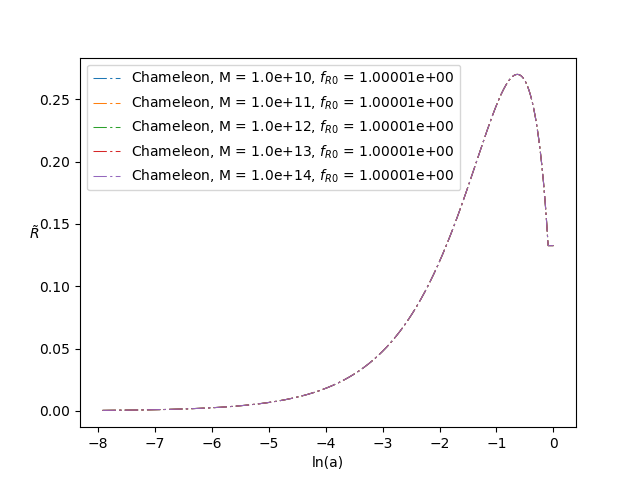 Chameleon, M = 1.0e+10, f_{R0} = 1.00001e+00
Chameleon, M = 1.0e+11, f_{R0} = 1.00001e+00
Chameleon, M = 1.0e+12, f_{R0} = 1.00001e+00
Chameleon, M = 1.0e+13, f_{R0} = 1.00001e+00
Chameleon, M = 1.0e+14, f_{R0} = 1.00001e+00
0.25
0.20
0.15
R̃
0.10
0.05
0.00
−8 −7 −6 −5 −4 −3 −2 −1 0
ln(a)